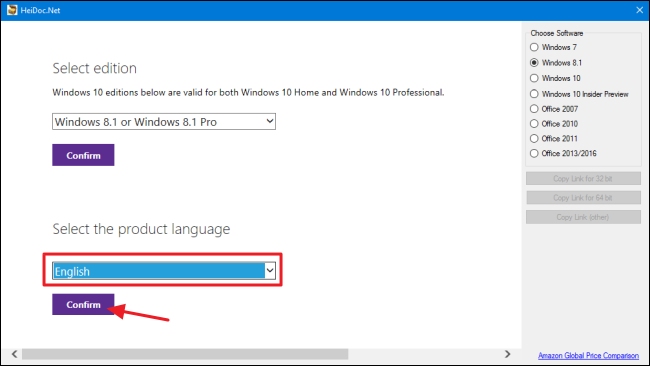 HeiDoc.Net
Select edition
Windows 10 editions below are valid for both Windows 10 Home and Windows 10 Professional.
Windows 8.1 or Windows 8.1 Pro
Confirm
Select the product language
English
Confirm
Choose Software
Windows 7
Windows 8.1
Windows 10
Windows 10 Insider Preview
Office 2007
Office 2010
Office 2011
Office 2013/2016
Copy Link for 32 bit
Copy Link for 64 bit
Copy Link (other)
Amazon Global Price Comparison